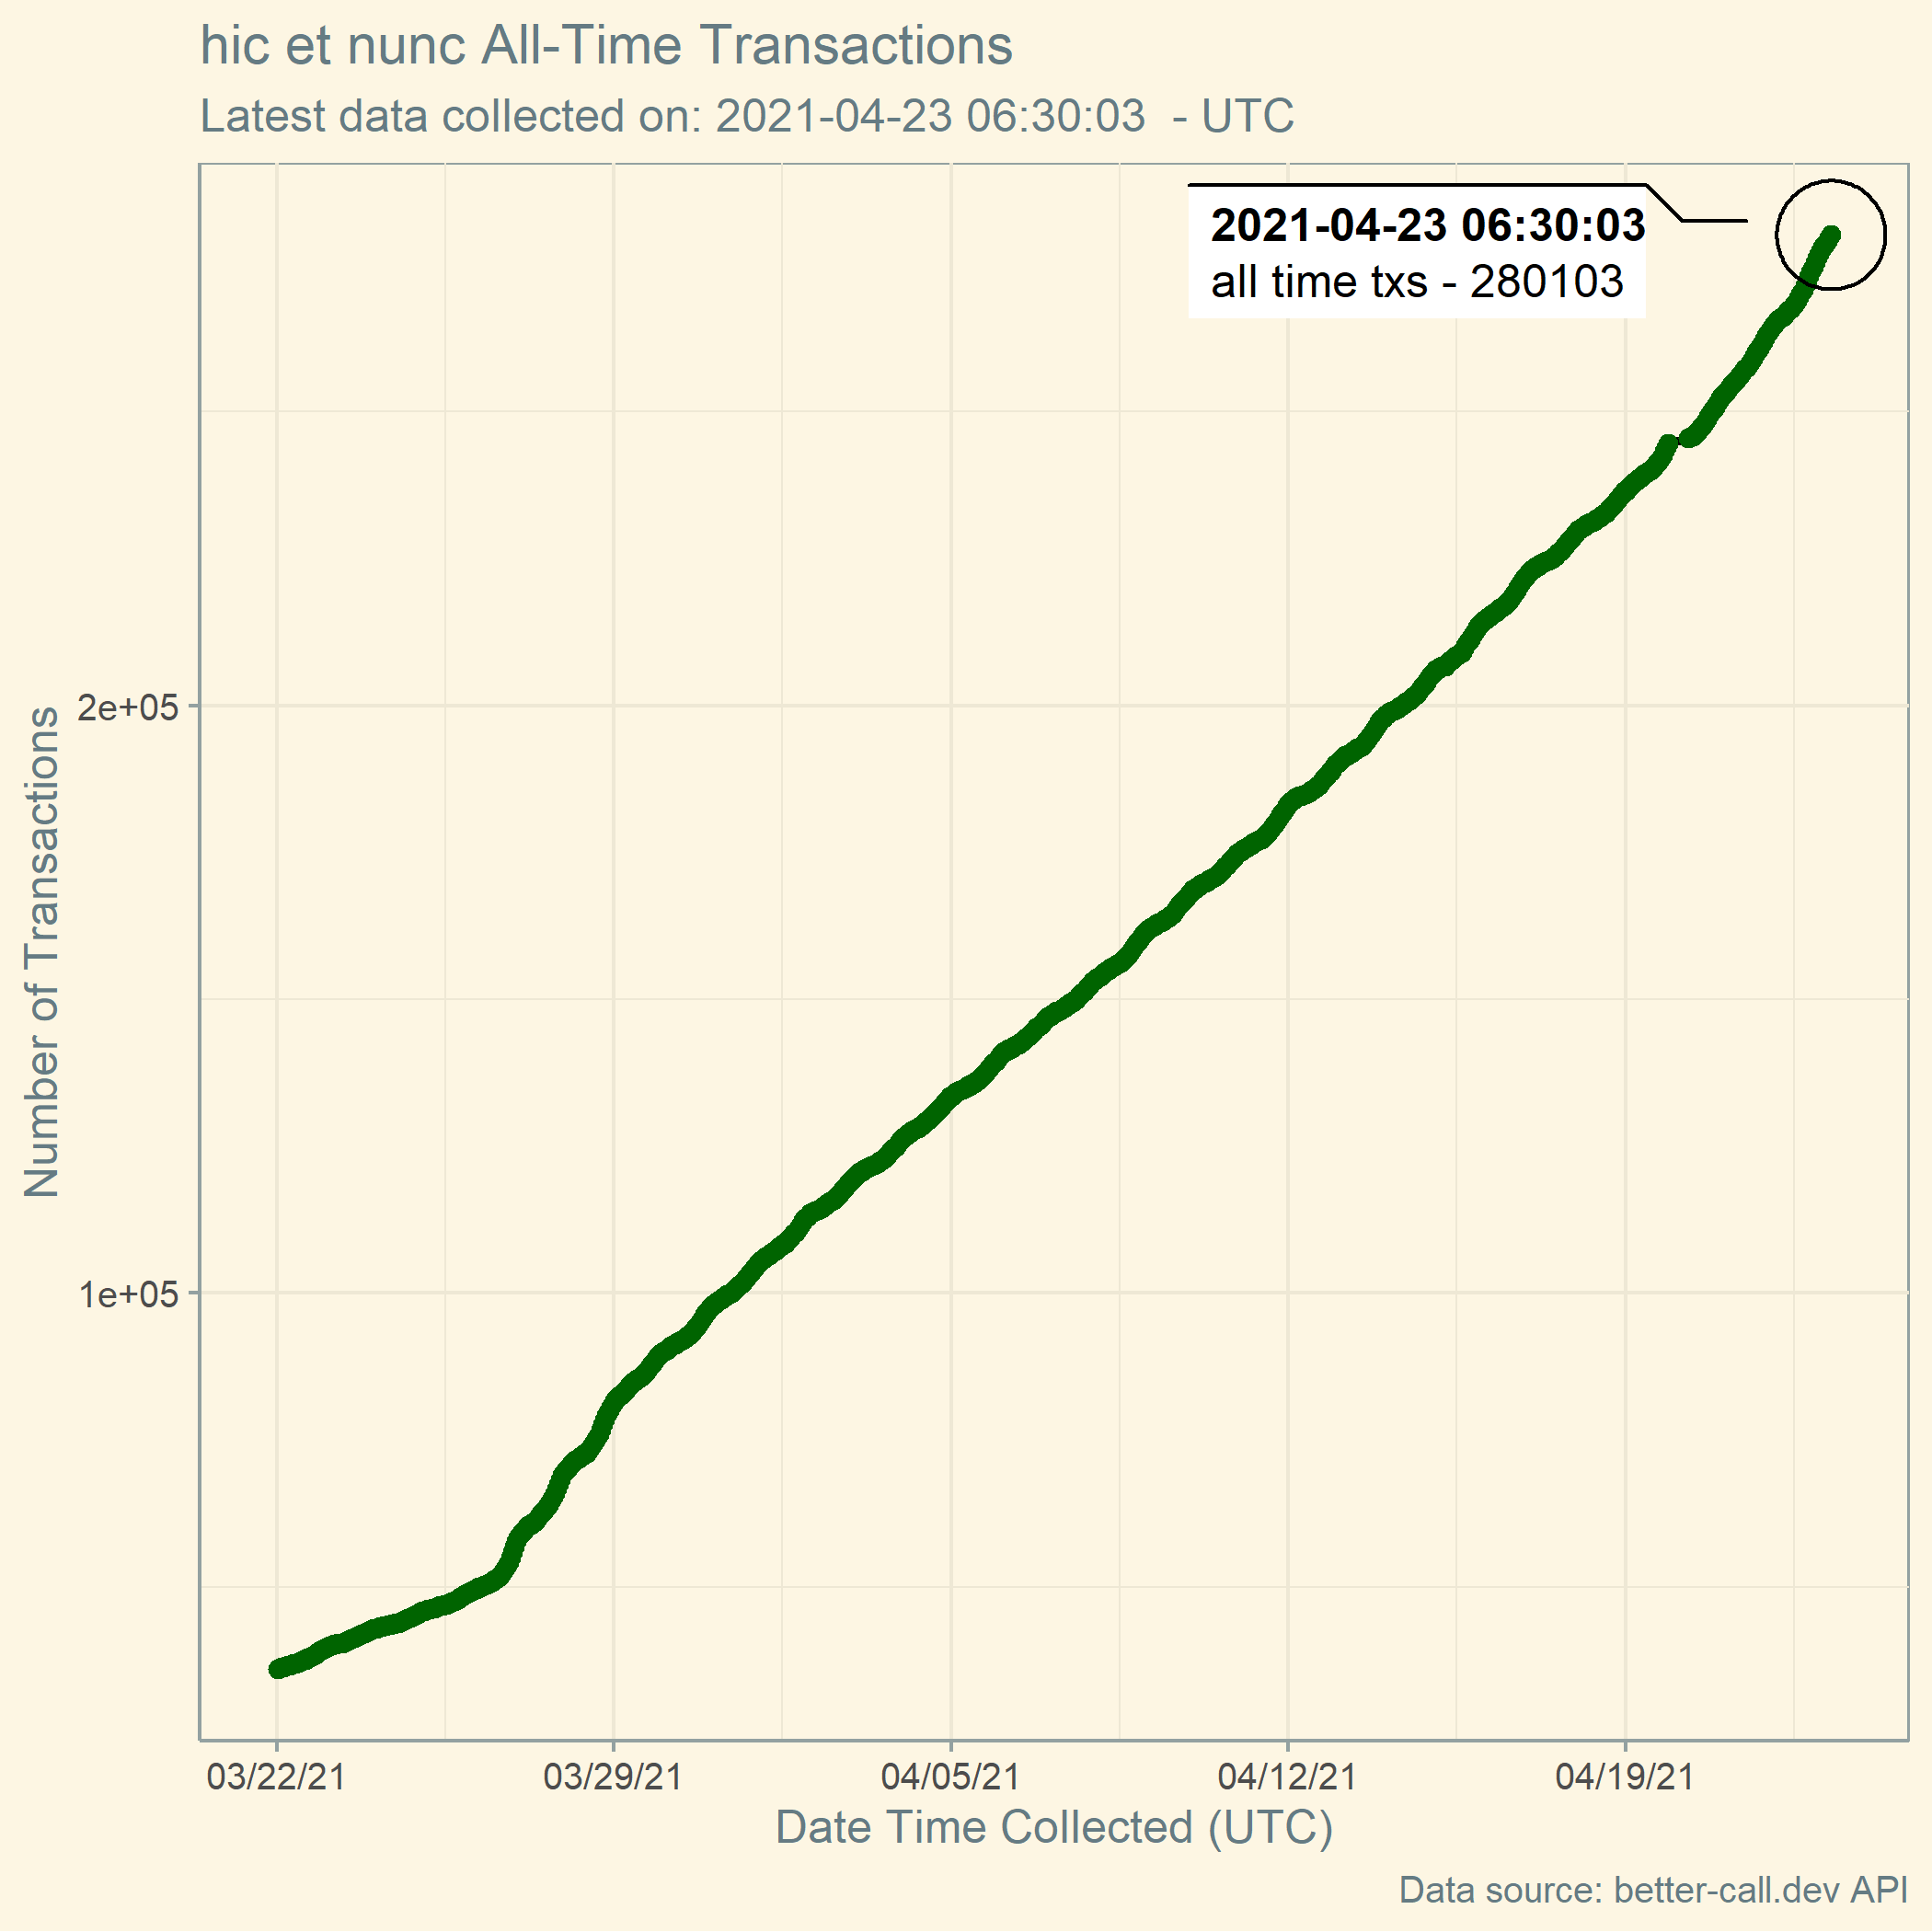 hic et nunc All-Time Transactions
Latest data collected on: 2021-04-23 06:30:03  - UTC
2021-04-23 06:30:03
all time txs - 280103
Number of Transactions
2e+05
1e+05
03/22/21 03/29/21 04/05/21 04/12/21 04/19/21
Date Time Collected (UTC)
Data source: better-call.dev API